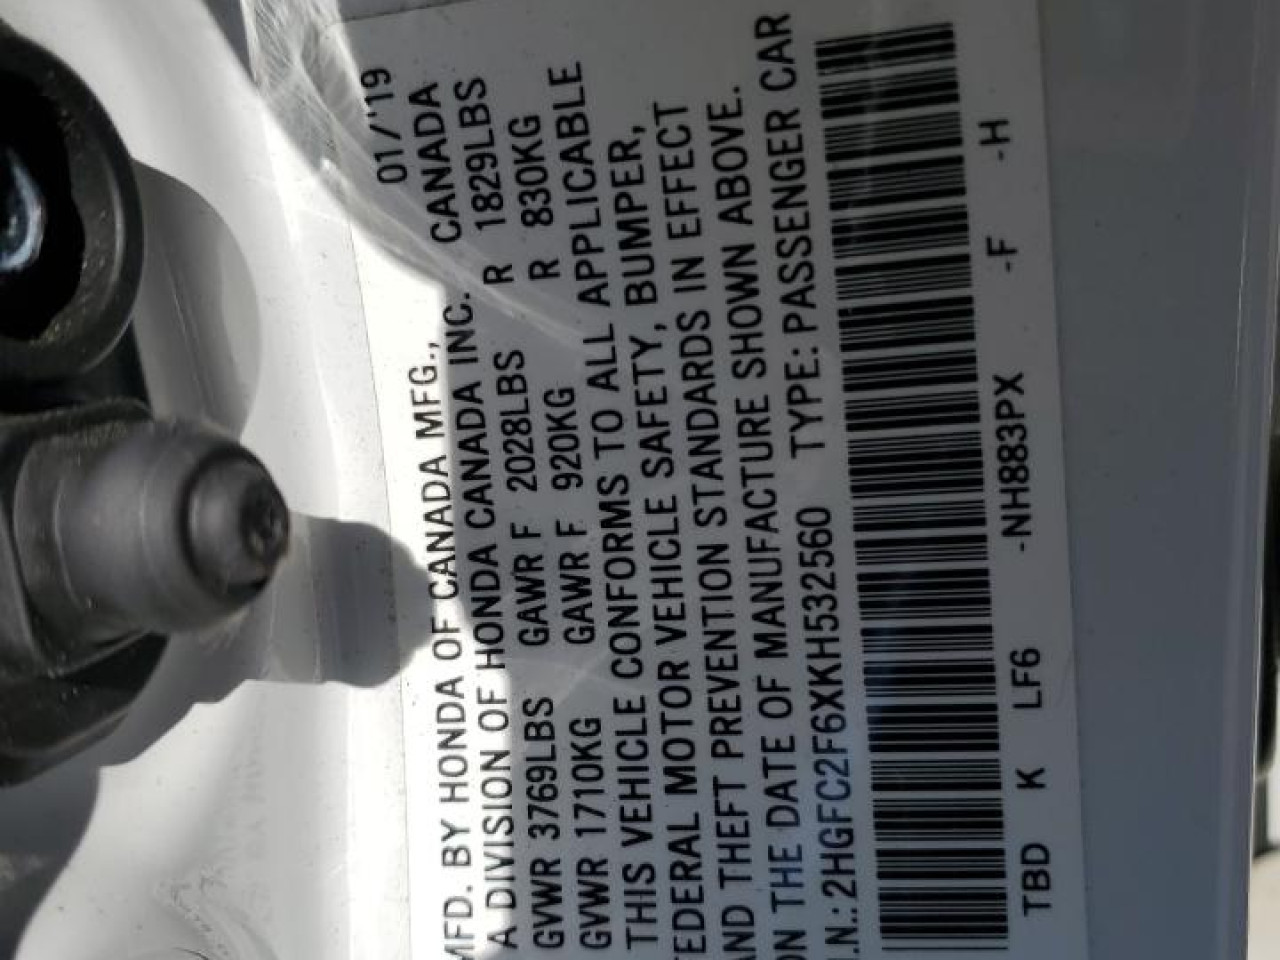 MFD. BY HONDA OF CANADA MFG., 01/'19
A DIVISION OF HONDA CANADA INC. CANADA
GVWR 3769LBS GAWR F 2028LBS R 1829LBS
GVWR 1710KG GAWR F 920KG R 830KG
THIS VEHICLE CONFORMS TO ALL APPLICABLE
FEDERAL MOTOR VEHICLE SAFETY, BUMPER,
AND THEFT PREVENTION STANDARDS IN EFFECT
ON THE DATE OF MANUFACTURE SHOWN ABOVE.
.I.N.: 2HGFC2F6XKH532560 TYPE: PASSENGER CAR
TBD K LF6 -NH883PX -F -H